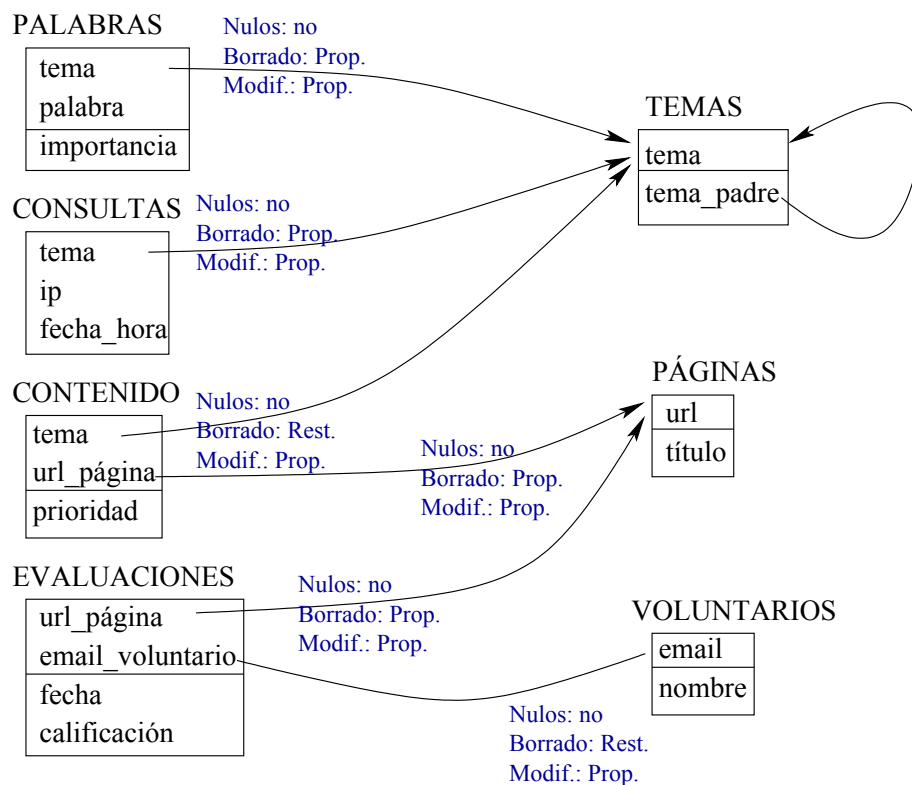 PALABRAS
tema
palabra
importancia
Nulos: no
Borrado: Prop.
Modif.: Prop.
TEMAS
tema
tema_padre
CONSULTAS
tema
ip
fecha_hora
Nulos: no
Borrado: Prop.
Modif.: Prop.
CONTENIDO
tema
url_página
prioridad
Nulos: no
Borrado: Rest.
Modif.: Prop.
Nulos: no
Borrado: Prop.
Modif.: Prop.
PÁGINAS
url
título
EVALUACIONES
url_página
email_voluntario
fecha
calificación
Nulos: no
Borrado: Prop.
Modif.: Prop.
VOLUNTARIOS
email
nombre
Nulos: no
Borrado: Rest.
Modif.: Prop.